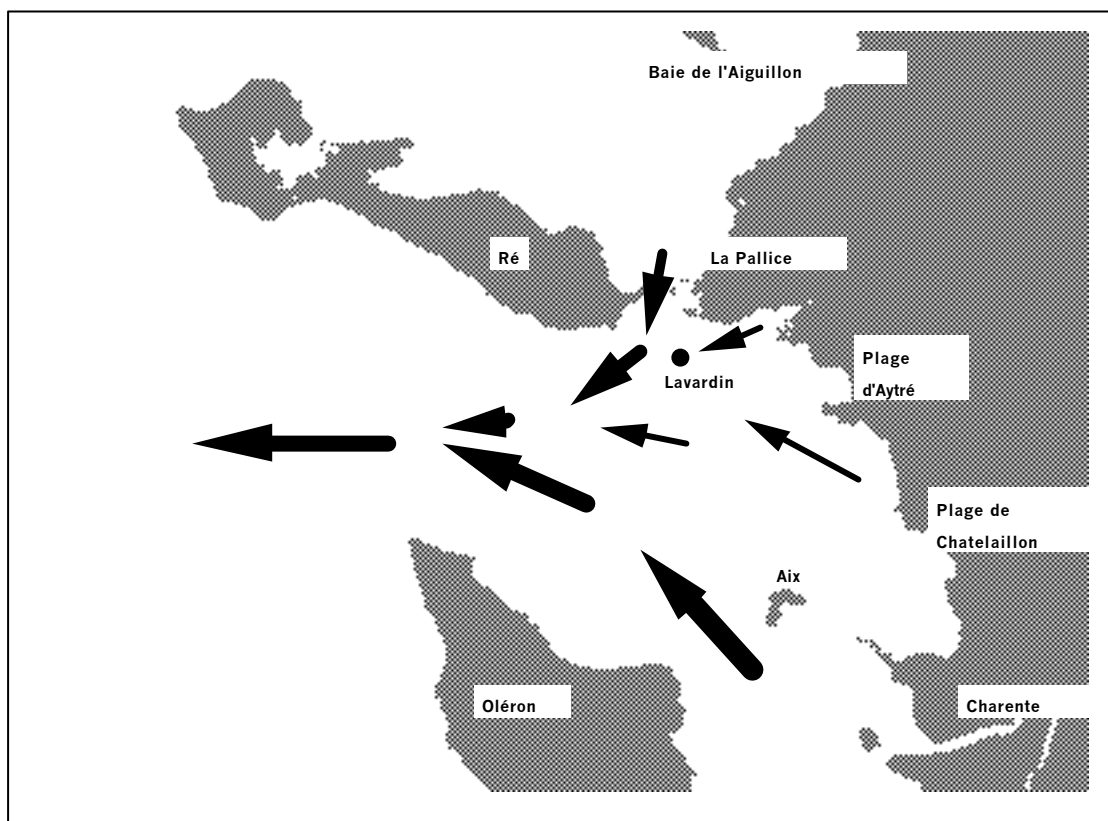 Baie de l'Aiguillon
Ré
La Pallice
Lavardin
Plage
d'Aytré
Plage de
Chatelaillon
Aix
Oléron
Charente